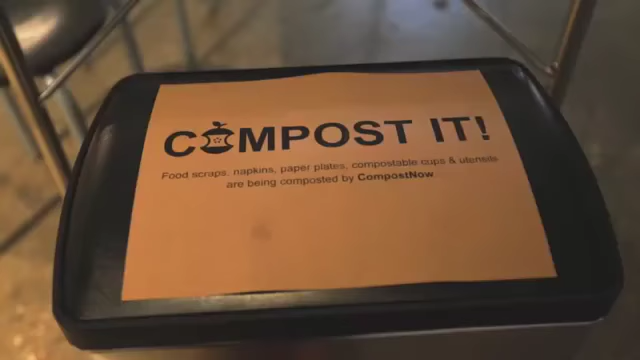 COMPOST IT!
Food scraps, napkins, paper plates, compostable cups & utensils
are being composted by CompostNow